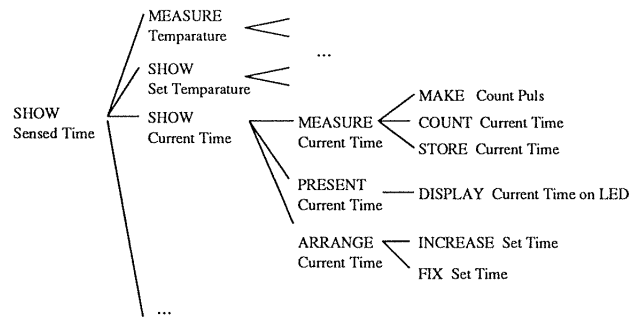 MEASURE
Temparature
...
SHOW
Set Temparature
SHOW
Sensed Time
SHOW
Current Time
MEASURE
Current Time
MAKE Count Puls
COUNT Current Time
STORE Current Time
PRESENT
Current Time
DISPLAY Current Time on LED
ARRANGE
Current Time
INCREASE Set Time
FIX Set Time
...